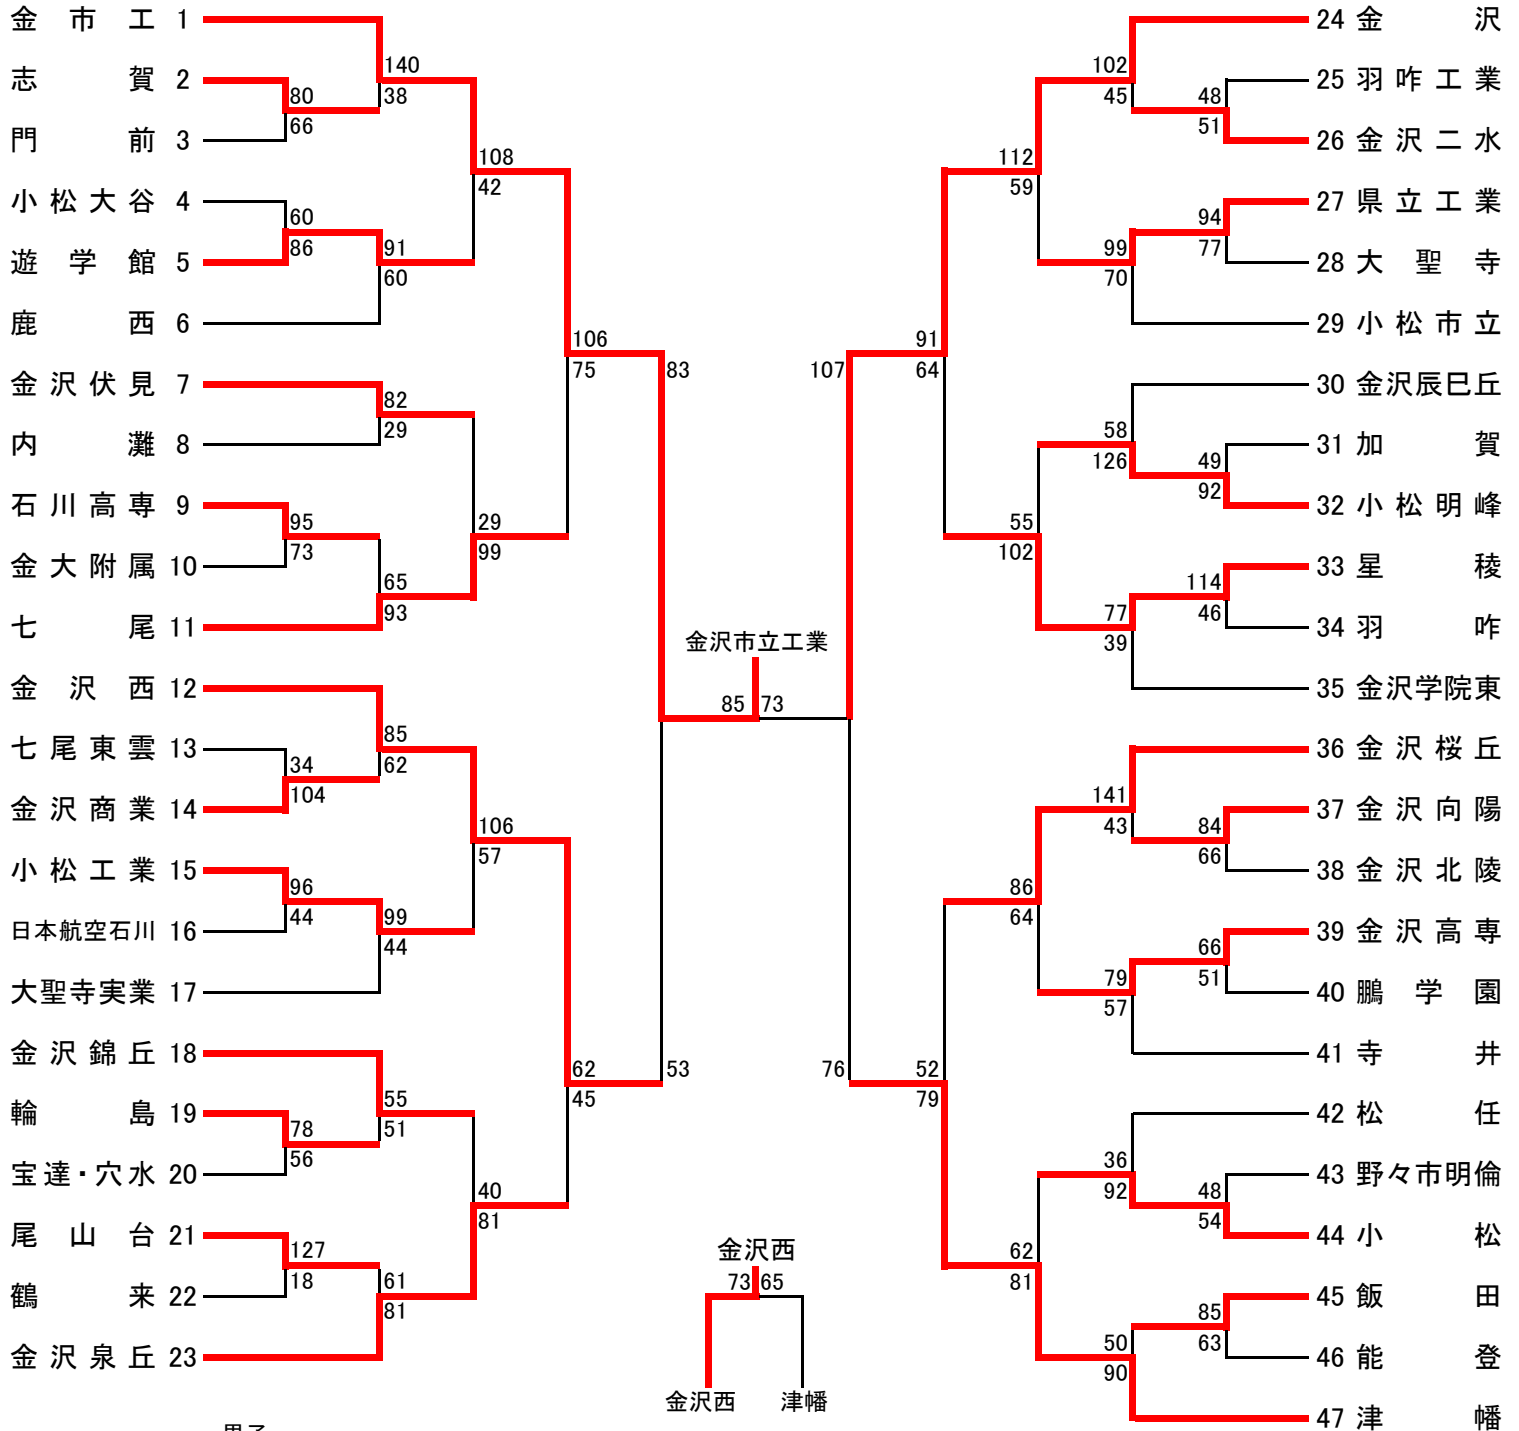 金市工 1
140
志賀 2
80
38
66
門前 3
108
42
小松大谷 4
60
86
91
遊学館 5
60
鹿西 6
106
75
83
金沢伏見 7
82
29
内灘 8
石川高専 9
95
73
29
99
金大附属 10
65
93
七尾 11
金沢西 12
85
62
七尾東雲 13
34
104
金沢商業 14
106
57
小松工業 15
96
44
99
日本航空石川 16
44
大聖寺実業 17
金沢錦丘 18
62
45
53
55
51
輪島 19
78
56
宝達・穴水 20
40
81
尾山台 21
127
18
61
鶴来 22
81
金沢泉丘 23
金沢市立工業
85 73
金沢西
73 65
金沢西 津幡
24 金沢
102
45
25 羽咋工業
48
51
26 金沢二水
112
59
27 県立工業
94
77
99
28 大聖寺
70
29 小松市立
91
64
107
30 金沢辰巳丘
58
126
31 加賀
49
92
32 小松明峰
55
102
33 星稜
114
46
77
34 羽咋
39
35 金沢学院東
36 金沢桜丘
141
43
37 金沢向陽
84
66
38 金沢北陵
86
64
39 金沢高専
66
51
79
40 鵬学園
57
41 寺井
76
52
79
42 松任
36
92
43 野々市明倫
48
54
44 小松
62
81
45 飯田
85
63
50
46 能登
90
47 津幡